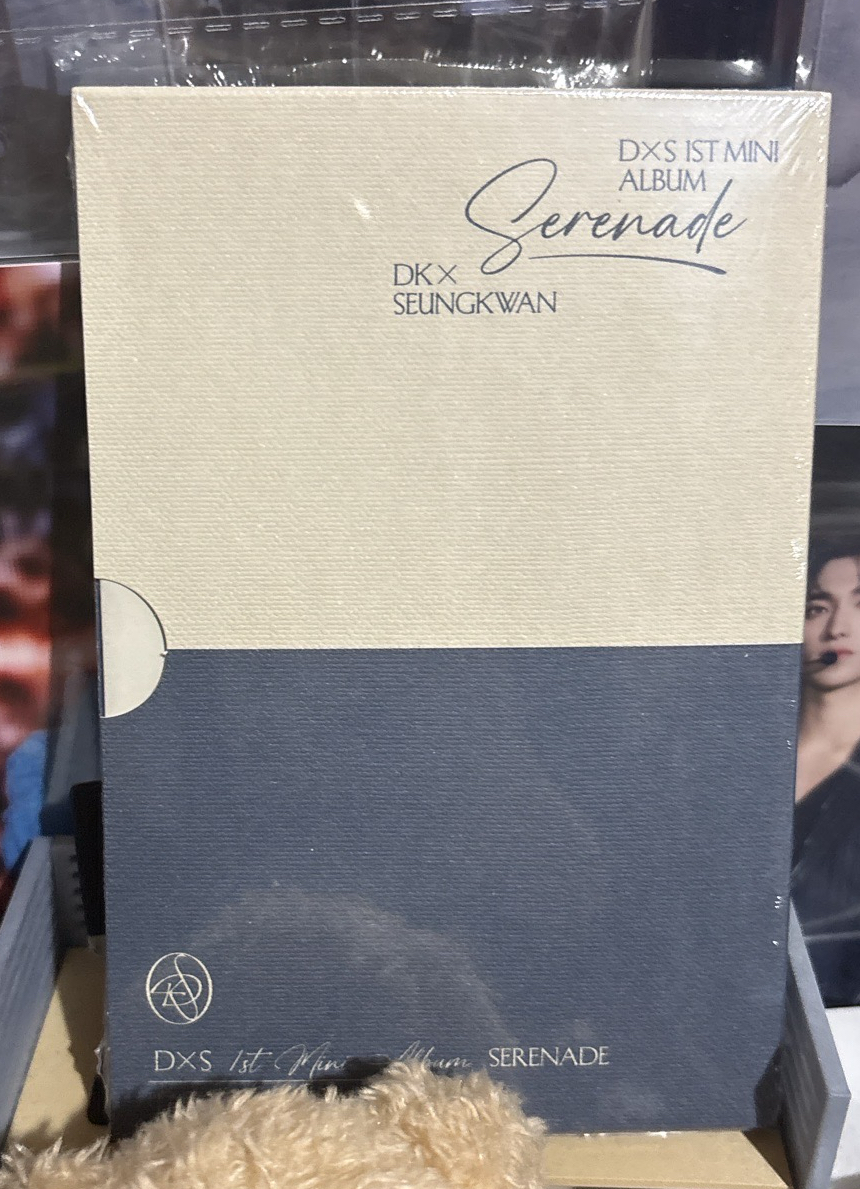 D×S 1ST MINI
ALBUM
Serenade
DK×
SEUNGKWAN
D×S 1st Mini Album SERENADE